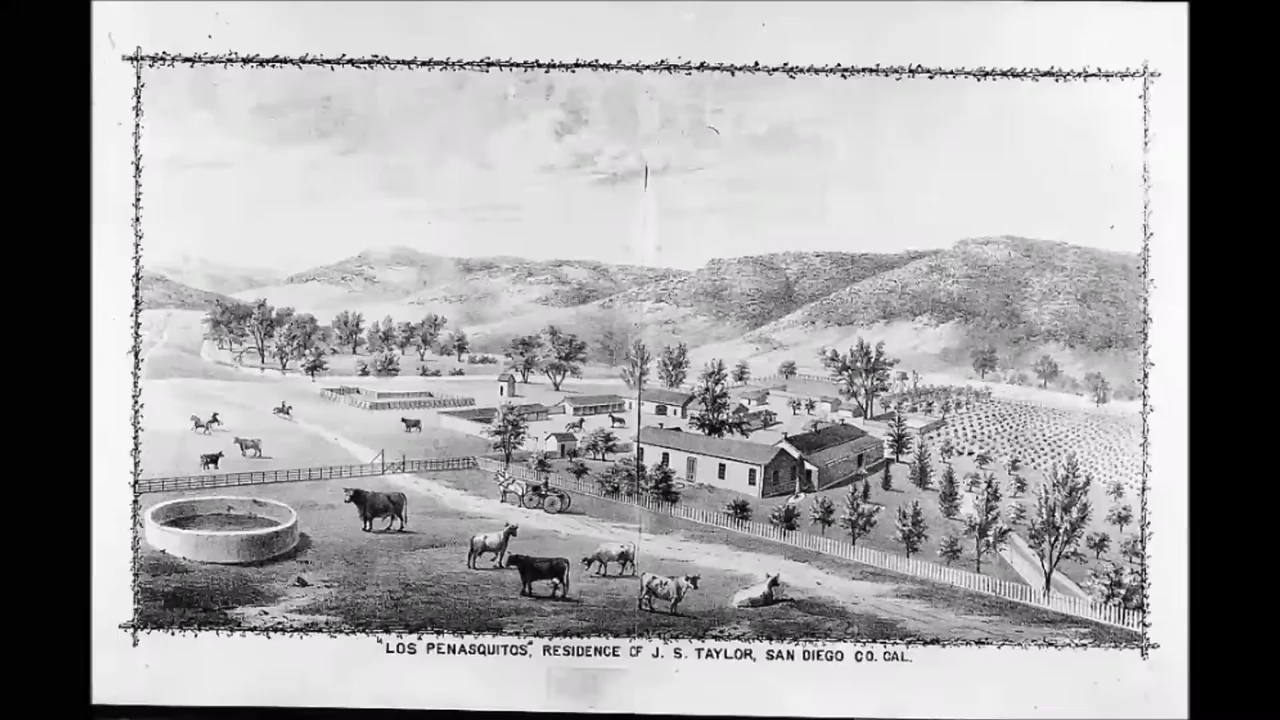 "LOS PENASQUITOS", RESIDENCE OF J. S. TAYLOR, SAN DIEGO CO. CAL.